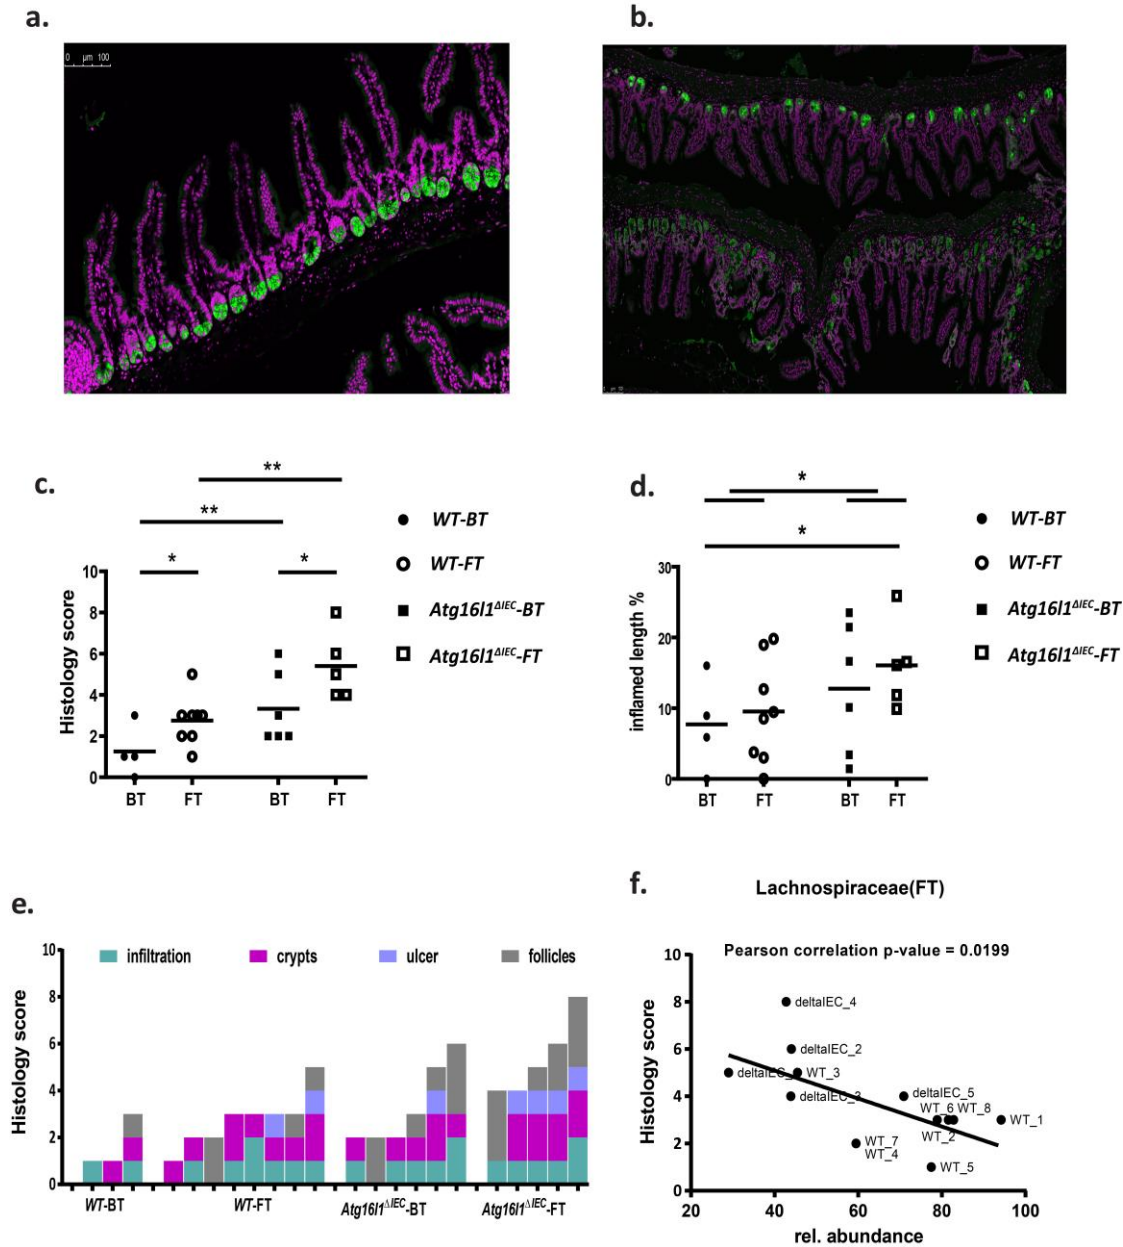 a.
b.
0 µm 100
c.
**
**
*
*
Histology score
10
8
6
4
2
0
BT
FT
BT
FT
WT-BT
WT-FT
Atg16l1ΔIEC-BT
Atg16l1ΔIEC-FT
d.
*
*
inflamed length %
30
20
10
0
BT
FT
BT
FT
WT-BT
WT-FT
Atg16l1ΔIEC-BT
Atg16l1ΔIEC-FT
e.
infiltration
crypts
ulcer
follicles
Histology score
10
8
6
4
2
0
WT-BT
WT-FT
Atg16l1ΔIEC-BT
Atg16l1ΔIEC-FT
f.
Lachnospiraceae(FT)
Pearson correlation p-value = 0.0199
Histology score
10
8
6
4
2
0
deltaIEC_4
deltaIEC_2
WT_3
deltaIEC_3
deltaIEC_5
WT_6 WT_8
WT_1
WT_2
WT_7
WT_4
WT_5
20
40
60
80
100
rel. abundance